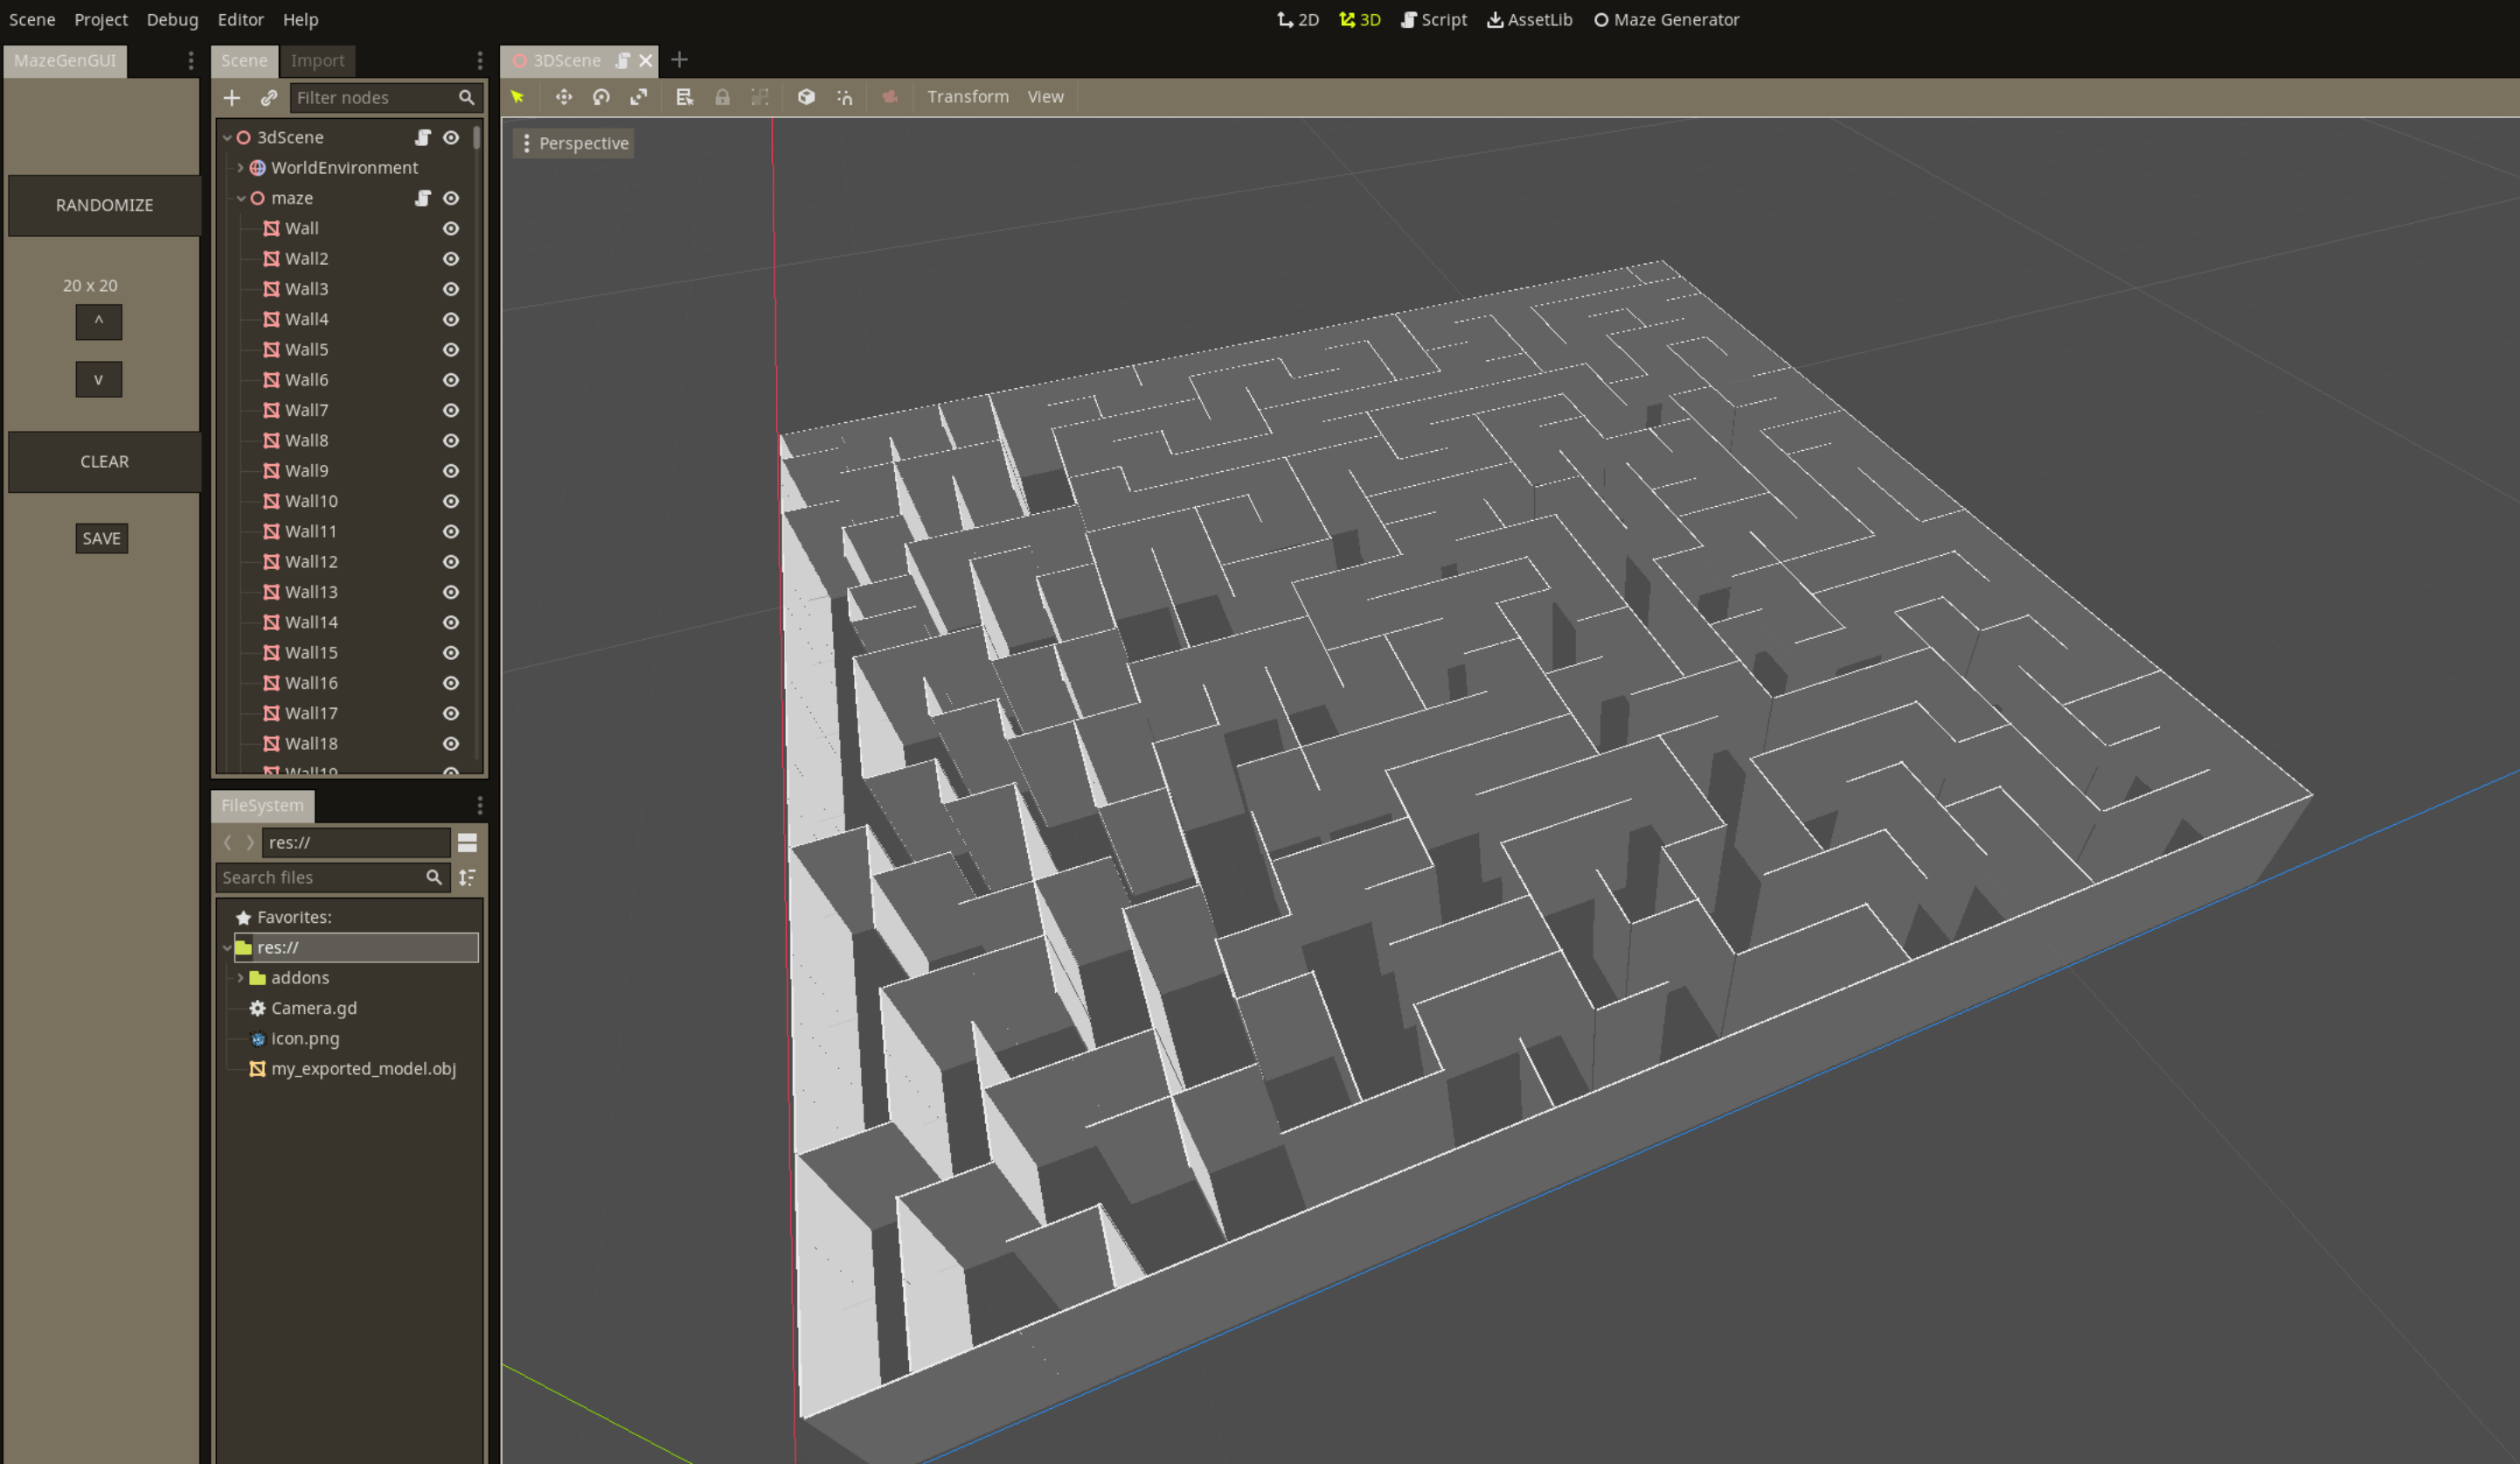 Scene Project Debug Editor Help
2D 3D Script AssetLib Maze Generator
MazeGenGUI
RANDOMIZE
20 x 20
^
v
CLEAR
SAVE
Scene Import
Filter nodes
3dScene
WorldEnvironment
maze
Wall
Wall2
Wall3
Wall4
Wall5
Wall6
Wall7
Wall8
Wall9
Wall10
Wall11
Wall12
Wall13
Wall14
Wall15
Wall16
Wall17
Wall18
Wall19
FileSystem
res://
Search files
Favorites:
res://
addons
Camera.gd
icon.png
my_exported_model.obj
3DScene
Transform View
Perspective